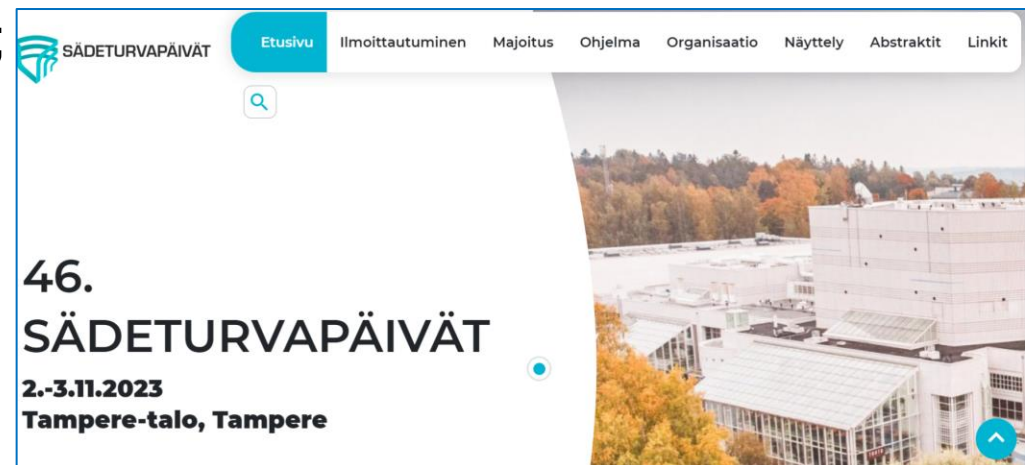 SÄDETURVAPÄIVÄT
Etusivu Ilmoittautuminen Majoitus Ohjelma Organisaatio Näyttely Abstraktit Linkit
46.
SÄDETURVAPÄIVÄT
2.-3.11.2023
Tampere-talo, Tampere